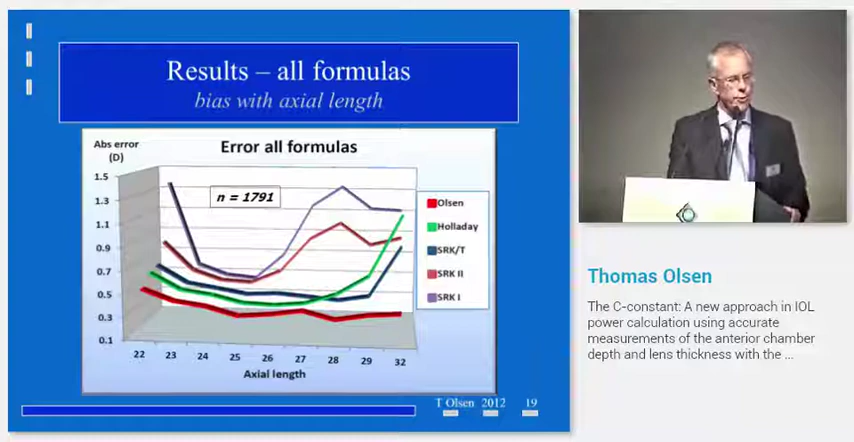 Results – all formulas
bias with axial length
Abs error
(D)
Error all formulas
n = 1791
1.5
1.3
1.1
0.9
0.7
0.5
0.3
0.1
22 23 24 25 26 27 28 29 32
Axial length
Olsen
Holladay
SRK/T
SRK II
SRK I
T Olsen 2012 19
Thomas Olsen
The C-constant: A new approach in IOL
power calculation using accurate
measurements of the anterior chamber
depth and lens thickness with the ...